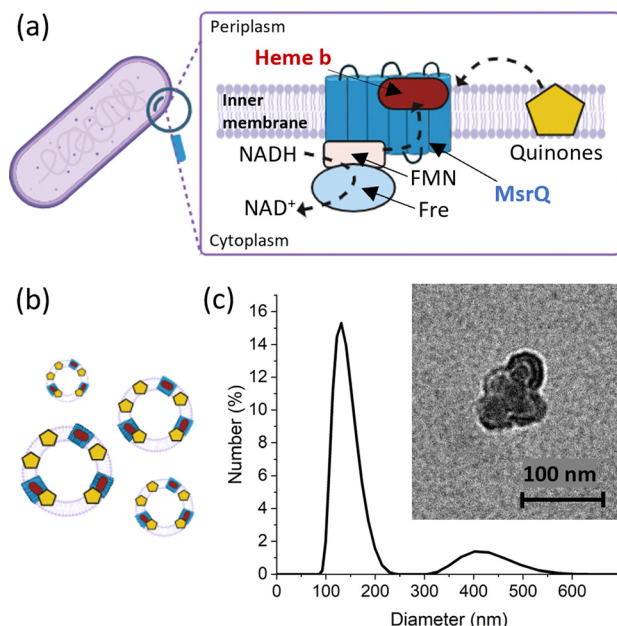 (a)
Periplasm
Heme b
Inner
membrane
NADH
FMN
Quinones
MsrQ
NAD⁺
Fre
Cytoplasm
(b)
(c)
16
14
12
10
8
6
4
2
0
Number (%)
100 nm
0 100 200 300 400 500 600
Diameter (nm)